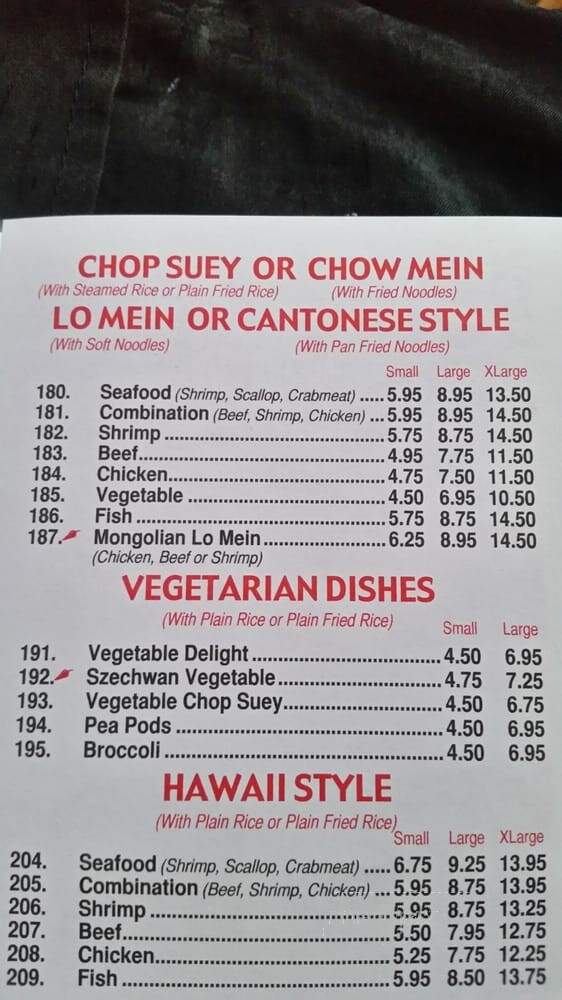 CHOP SUEY OR CHOW MEIN
(With Steamed Rice or Plain Fried Rice) (With Fried Noodles)
LO MEIN OR CANTONESE STYLE
(With Soft Noodles) (With Pan Fried Noodles)
Small Large XLarge
180. Seafood (Shrimp, Scallop, Crabmeat) ..... 5.95 8.95 13.50
181. Combination (Beef, Shrimp, Chicken) ... 5.95 8.95 14.50
182. Shrimp ........................................ 5.75 8.75 14.50
183. Beef............................................ 4.95 7.75 11.50
184. Chicken....................................... 4.75 7.50 11.50
185. Vegetable .................................... 4.50 6.95 10.50
186. Fish ............................................ 5.75 8.75 14.50
187. Mongolian Lo Mein...................... 6.25 8.95 14.50
(Chicken, Beef or Shrimp)
VEGETARIAN DISHES
(With Plain Rice or Plain Fried Rice)
Small Large
191. Vegetable Delight ................................. 4.50 6.95
192. Szechwan Vegetable............................. 4.75 7.25
193. Vegetable Chop Suey............................ 4.50 6.75
194. Pea Pods ............................................. 4.50 6.95
195. Broccoli ............................................... 4.50 6.95
HAWAII STYLE
(With Plain Rice or Plain Fried Rice)
Small Large XLarge
204. Seafood (Shrimp, Scallop, Crabmeat) ..... 6.75 9.25 13.95
205. Combination (Beef, Shrimp, Chicken) ... 5.95 8.75 13.95
206. Shrimp ........................................ 5.95 8.75 13.25
207. Beef............................................ 5.50 7.95 12.75
208. Chicken....................................... 5.25 7.75 12.25
209. Fish ............................................ 5.95 8.50 13.75